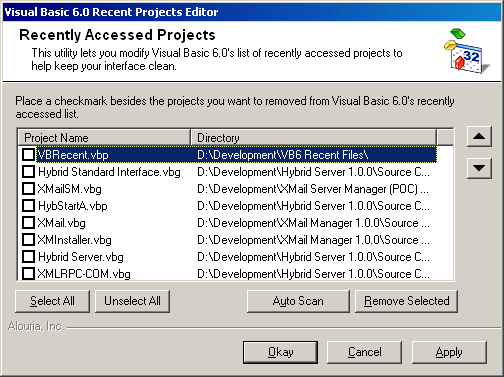 Visual Basic 6.0 Recent Projects Editor
Recently Accessed Projects
This utility lets you modify Visual Basic 6.0's list of recently accessed projects to
help keep your interface clean.
32
Place a checkmark besides the projects you want to removed from Visual Basic 6.0's recently
accessed list.
Project Name Directory
VBRecent.vbp D:\Development\VB6 Recent Files\
Hybrid Standard Interface.vbg D:\Development\Hybrid Server 1.0.0\Source C...
XMailSM.vbg D:\Development\XMail Server Manager (POC) ...
HybStartA.vbp D:\Development\Hybrid Server 1.0.0\Source C...
XMail.vbg D:\Development\XMail Manager 1.0.0\Source ...
XMInstaller.vbg D:\Development\XMail Manager 1.0.0\Source ...
Hybrid Server.vbg D:\Development\Hybrid Server 1.0.0\Source C...
XMLRPC-COM.vbg D:\Development\Hybrid Server 1.0.0\Source C...
Select All Unselect All Auto Scan Remove Selected
Alouria, Inc.
Okay Cancel Apply